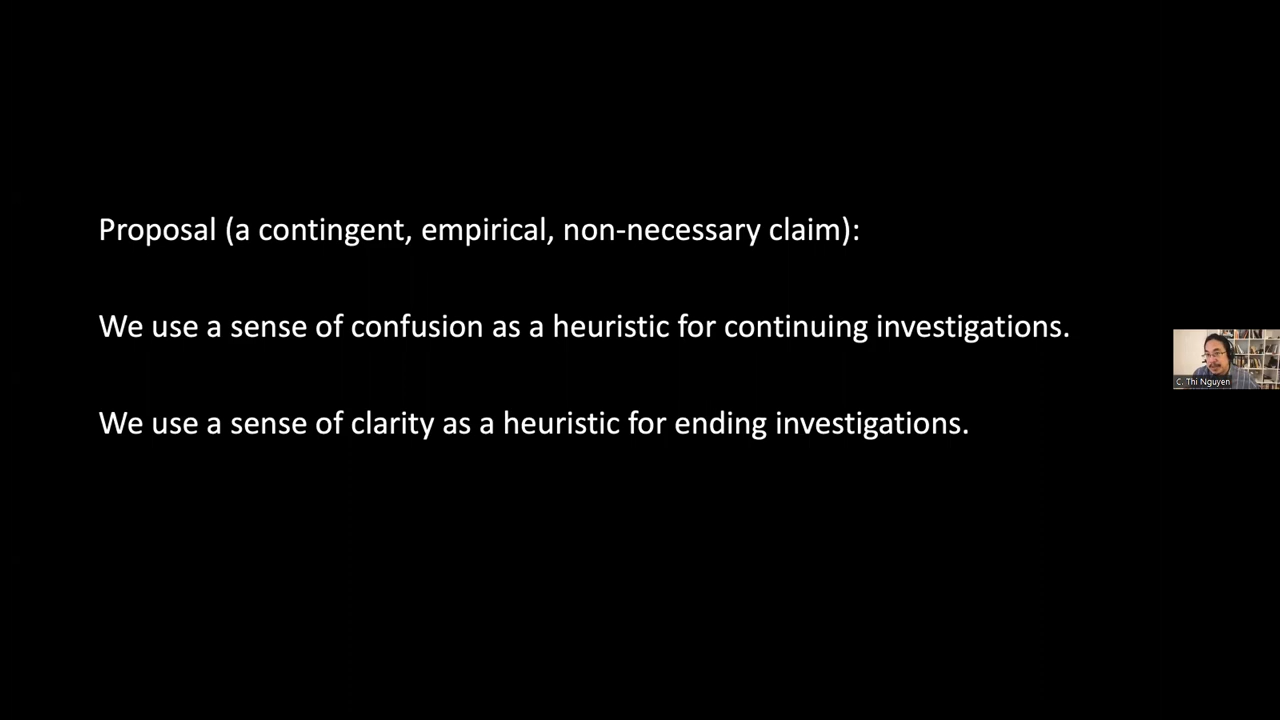 Proposal (a contingent, empirical, non-necessary claim):
We use a sense of confusion as a heuristic for continuing investigations.
C. Thi Nguyen
We use a sense of clarity as a heuristic for ending investigations.